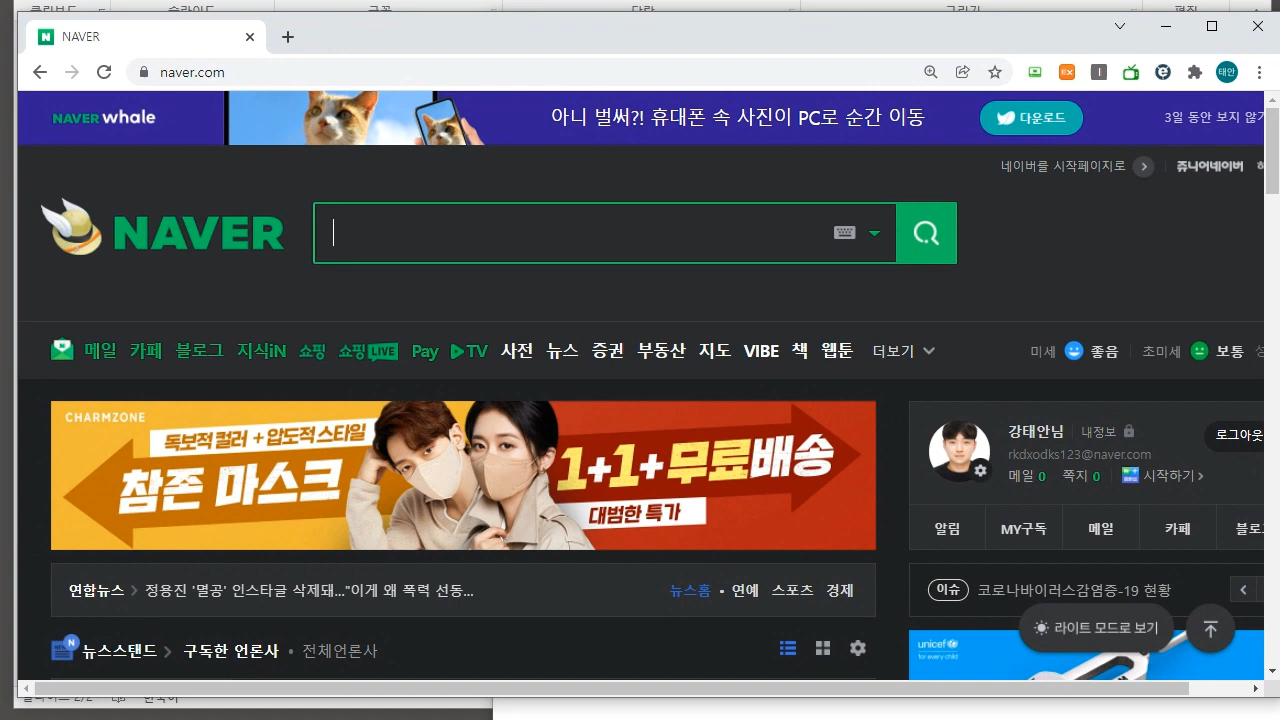 NAVER
naver.com
태안
NAVER whale
아니 벌써?! 휴대폰 속 사진이 PC로 순간 이동
다운로드
3일 동안 보지 않기
네이버를 시작페이지로
쥬니어네이버
NAVER
메일 카페 블로그 지식iN 쇼핑 쇼핑LIVE Pay TV 사전 뉴스 증권 부동산 지도 VIBE 책 웹툰 더보기
미세 좋음 초미세 보통
CHARMZONE
독보적 컬러 + 압도적 스타일
참존 마스크
1+1+무료배송
대범한 특가
강태안님 내정보
로그아웃
rkdxodks123@naver.com
메일 0 쪽지 0 시작하기
알림 MY구독 메일 카페
연합뉴스 정용진 '멸공' 인스타글 삭제돼..."이게 왜 폭력 선동...
뉴스홈 연예 스포츠 경제
이슈 코로나바이러스감염증-19 현황
라이트 모드로 보기
뉴스스탠드 구독한 언론사 전체언론사
unicef
for every child